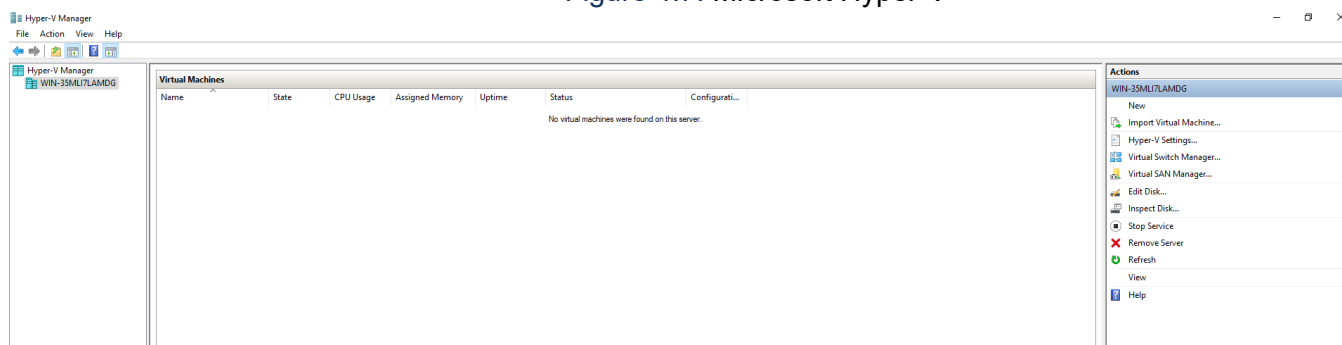 Hyper-V Manager
File Action View Help
Hyper-V Manager
WIN-35MLI7LAMDG
Virtual Machines
Name State CPU Usage Assigned Memory Uptime Status Configurati...
No virtual machines were found on this server.
Actions
WIN-35MLI7LAMDG
New
Import Virtual Machine...
Hyper-V Settings...
Virtual Switch Manager...
Virtual SAN Manager...
Edit Disk...
Inspect Disk...
Stop Service
Remove Server
Refresh
View
Help